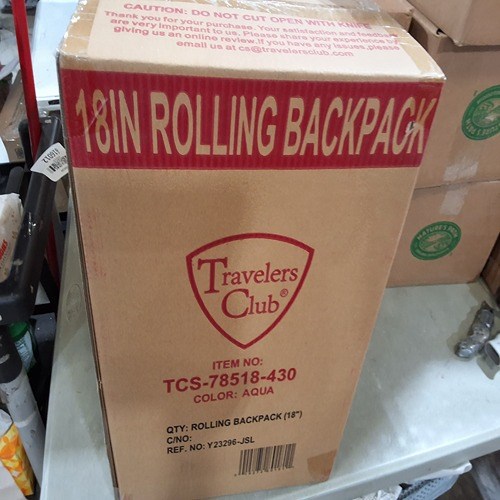 CAUTION: DO NOT CUT OPEN WITH KNIFE
Thank you for your purchase. Your satisfaction and feedback
are very important to us. Please share your experience by
giving us an online review. If you have any issues, please
email us at cs@travelersclub.com
18IN ROLLING BACKPACK
Travelers
Club®
ITEM NO:
TCS-78518-430
COLOR: AQUA
QTY: ROLLING BACKPACK (18")
C/NO:
REF. NO: Y23296-JSL